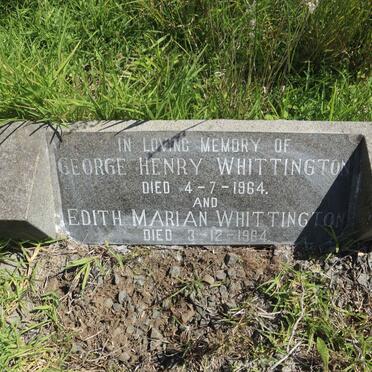 IN LOVING MEMORY OF
GEORGE HENRY WHITTINGTON
DIED 4-7-1964.
AND
EDITH MARIAN WHITTINGTON
DIED 3-12-1984.